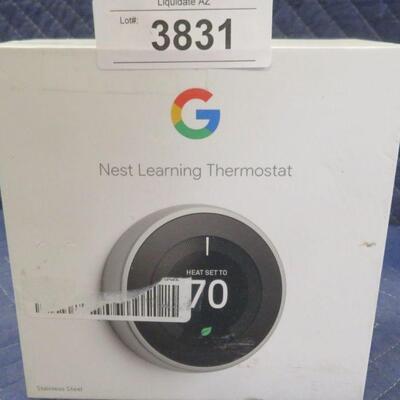 Liquidate AZ
Lot#:
3831
G
Nest Learning Thermostat
HEAT SET TO
70
Stainless Steel